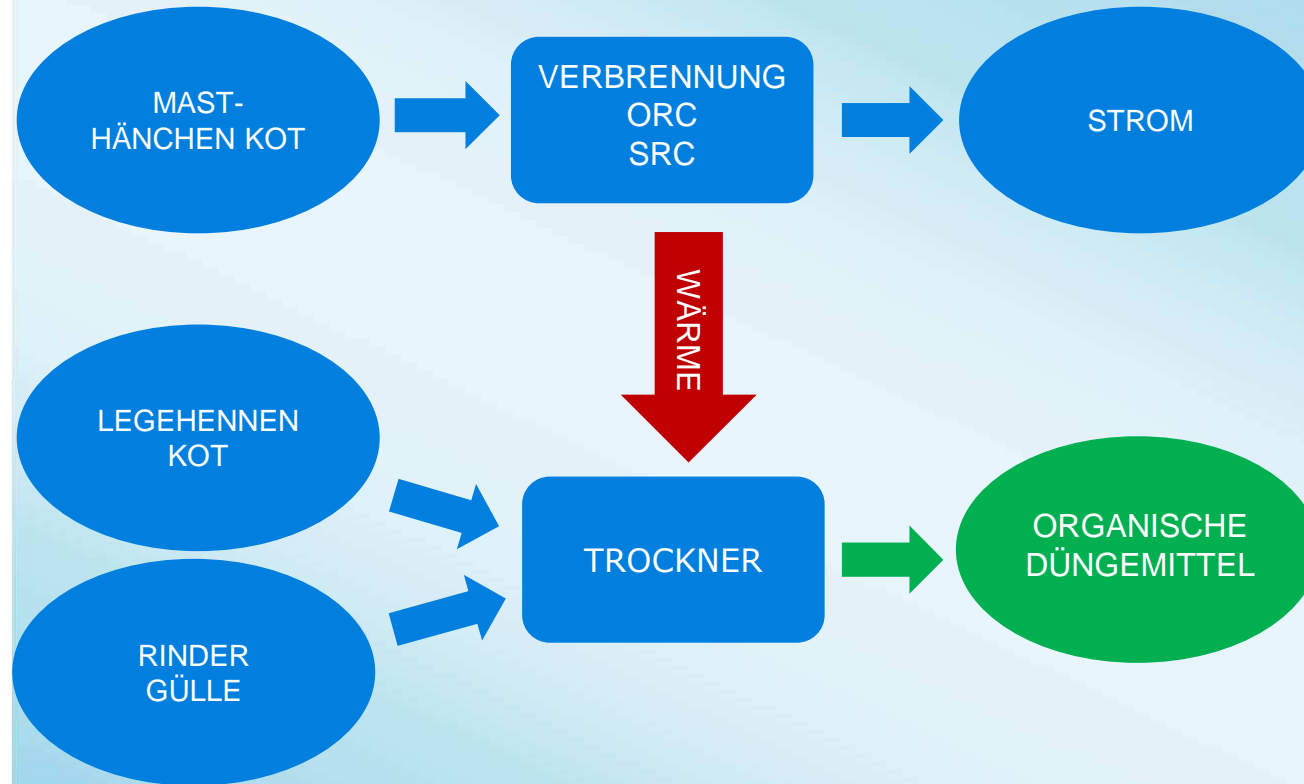 MAST-
HÄNCHEN KOT
VERBRENNUNG
ORC
SRC
STROM
WÄRME
LEGEHENNEN
KOT
TROCKNER
ORGANISCHE
DÜNGEMITTEL
RINDER
GÜLLE